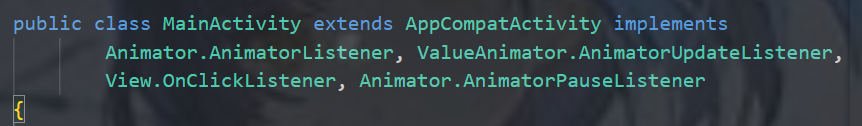 public class MainActivity extends AppCompatActivity implements
Animator.AnimatorListener, ValueAnimator.AnimatorUpdateListener,
View.OnClickListener, Animator.AnimatorPauseListener
{